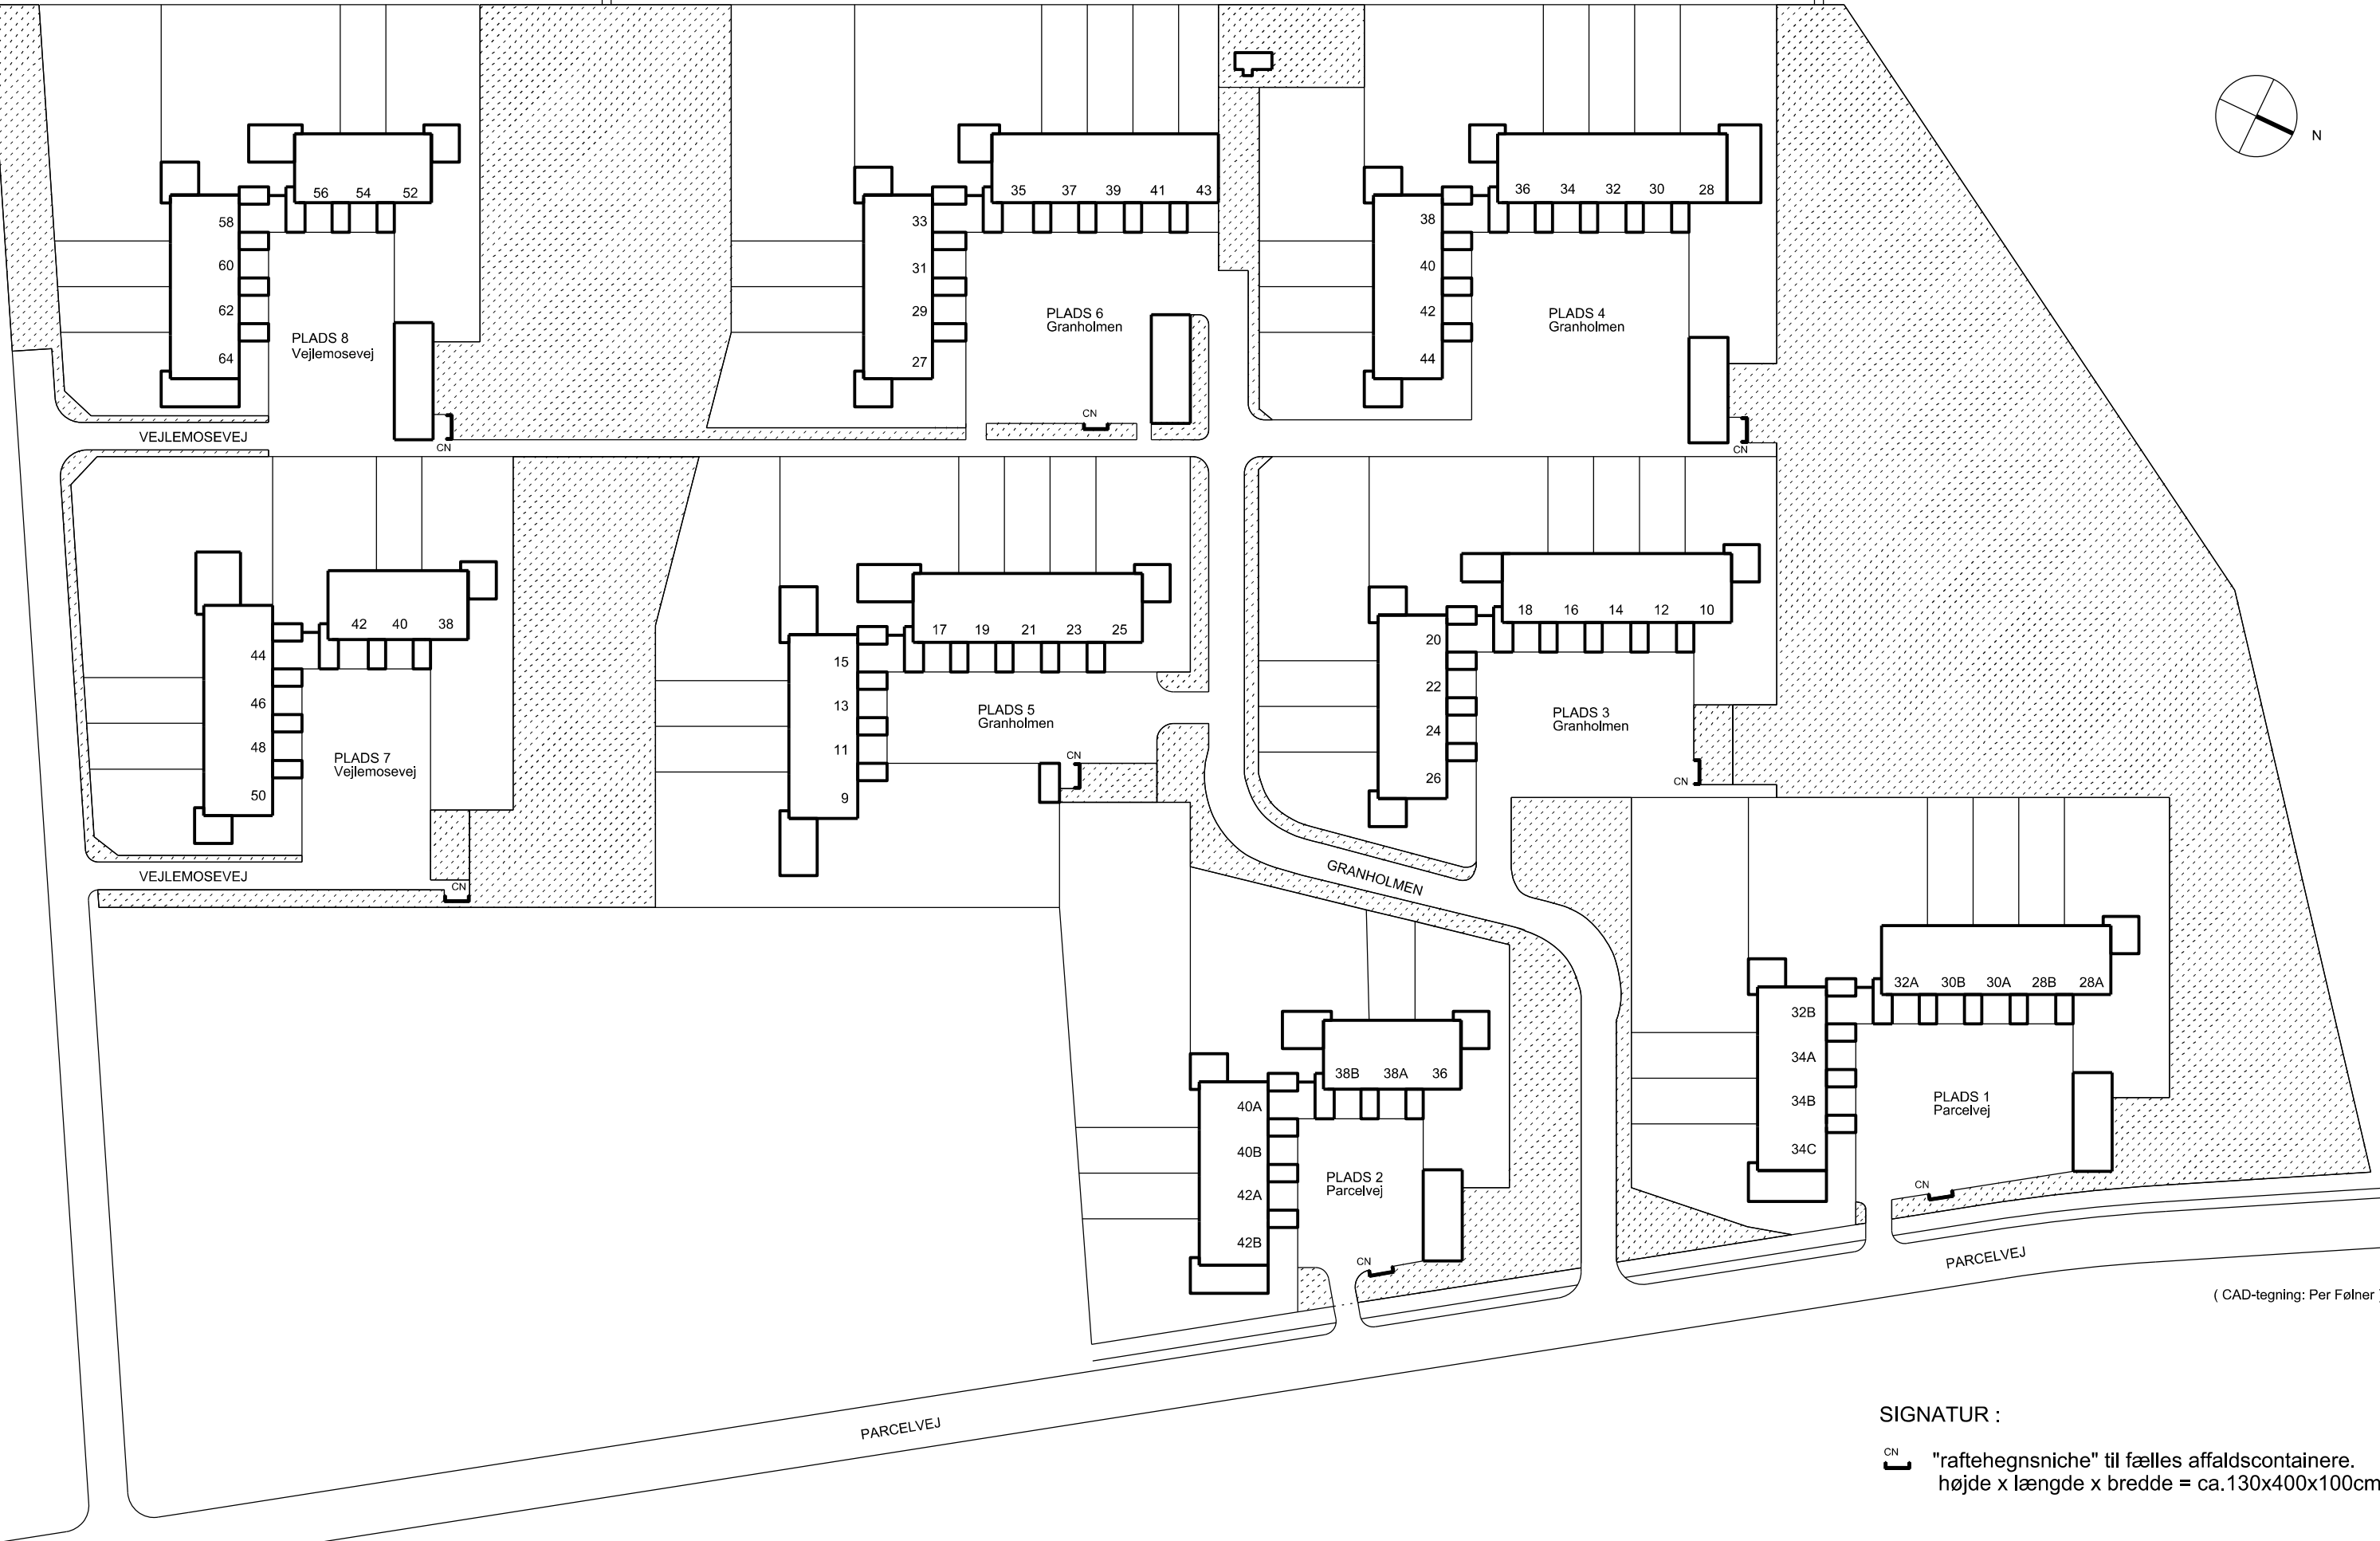 N
56 54 52
58
60
62
64
PLADS 8
Vejlemosevej
CN
VEJLEMOSEVEJ
35 37 39 41 43
33
31
29
27
PLADS 6
Granholmen
CN
36 34 32 30 28
38
40
42
44
PLADS 4
Granholmen
CN
42 40 38
44
46
48
50
PLADS 7
Vejlemosevej
CN
VEJLEMOSEVEJ
17 19 21 23 25
15
13
11
9
PLADS 5
Granholmen
CN
18 16 14 12 10
20
22
24
26
PLADS 3
Granholmen
CN
GRANHOLMEN
38B 38A 36
40A
40B
42A
42B
PLADS 2
Parcelvej
CN
32A 30B 30A 28B 28A
32B
34A
34B
34C
PLADS 1
Parcelvej
CN
PARCELVEJ
( CAD-tegning: Per Følner )
PARCELVEJ
SIGNATUR :
CN
"raftehegnsniche" til fælles affaldscontainere.
højde x længde x bredde = ca.130x400x100cm